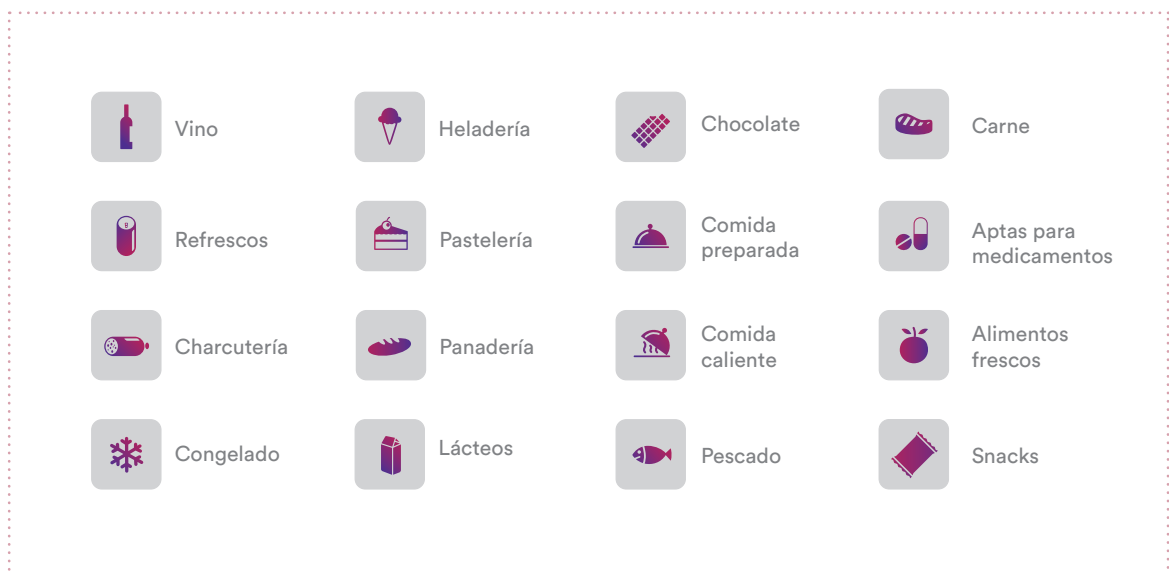 Vino
Heladería
Chocolate
Carne
Refrescos
Pastelería
Comida
preparada
Aptas para
medicamentos
Charcutería
Panadería
Comida
caliente
Alimentos
frescos
Congelado
Lácteos
Pescado
Snacks